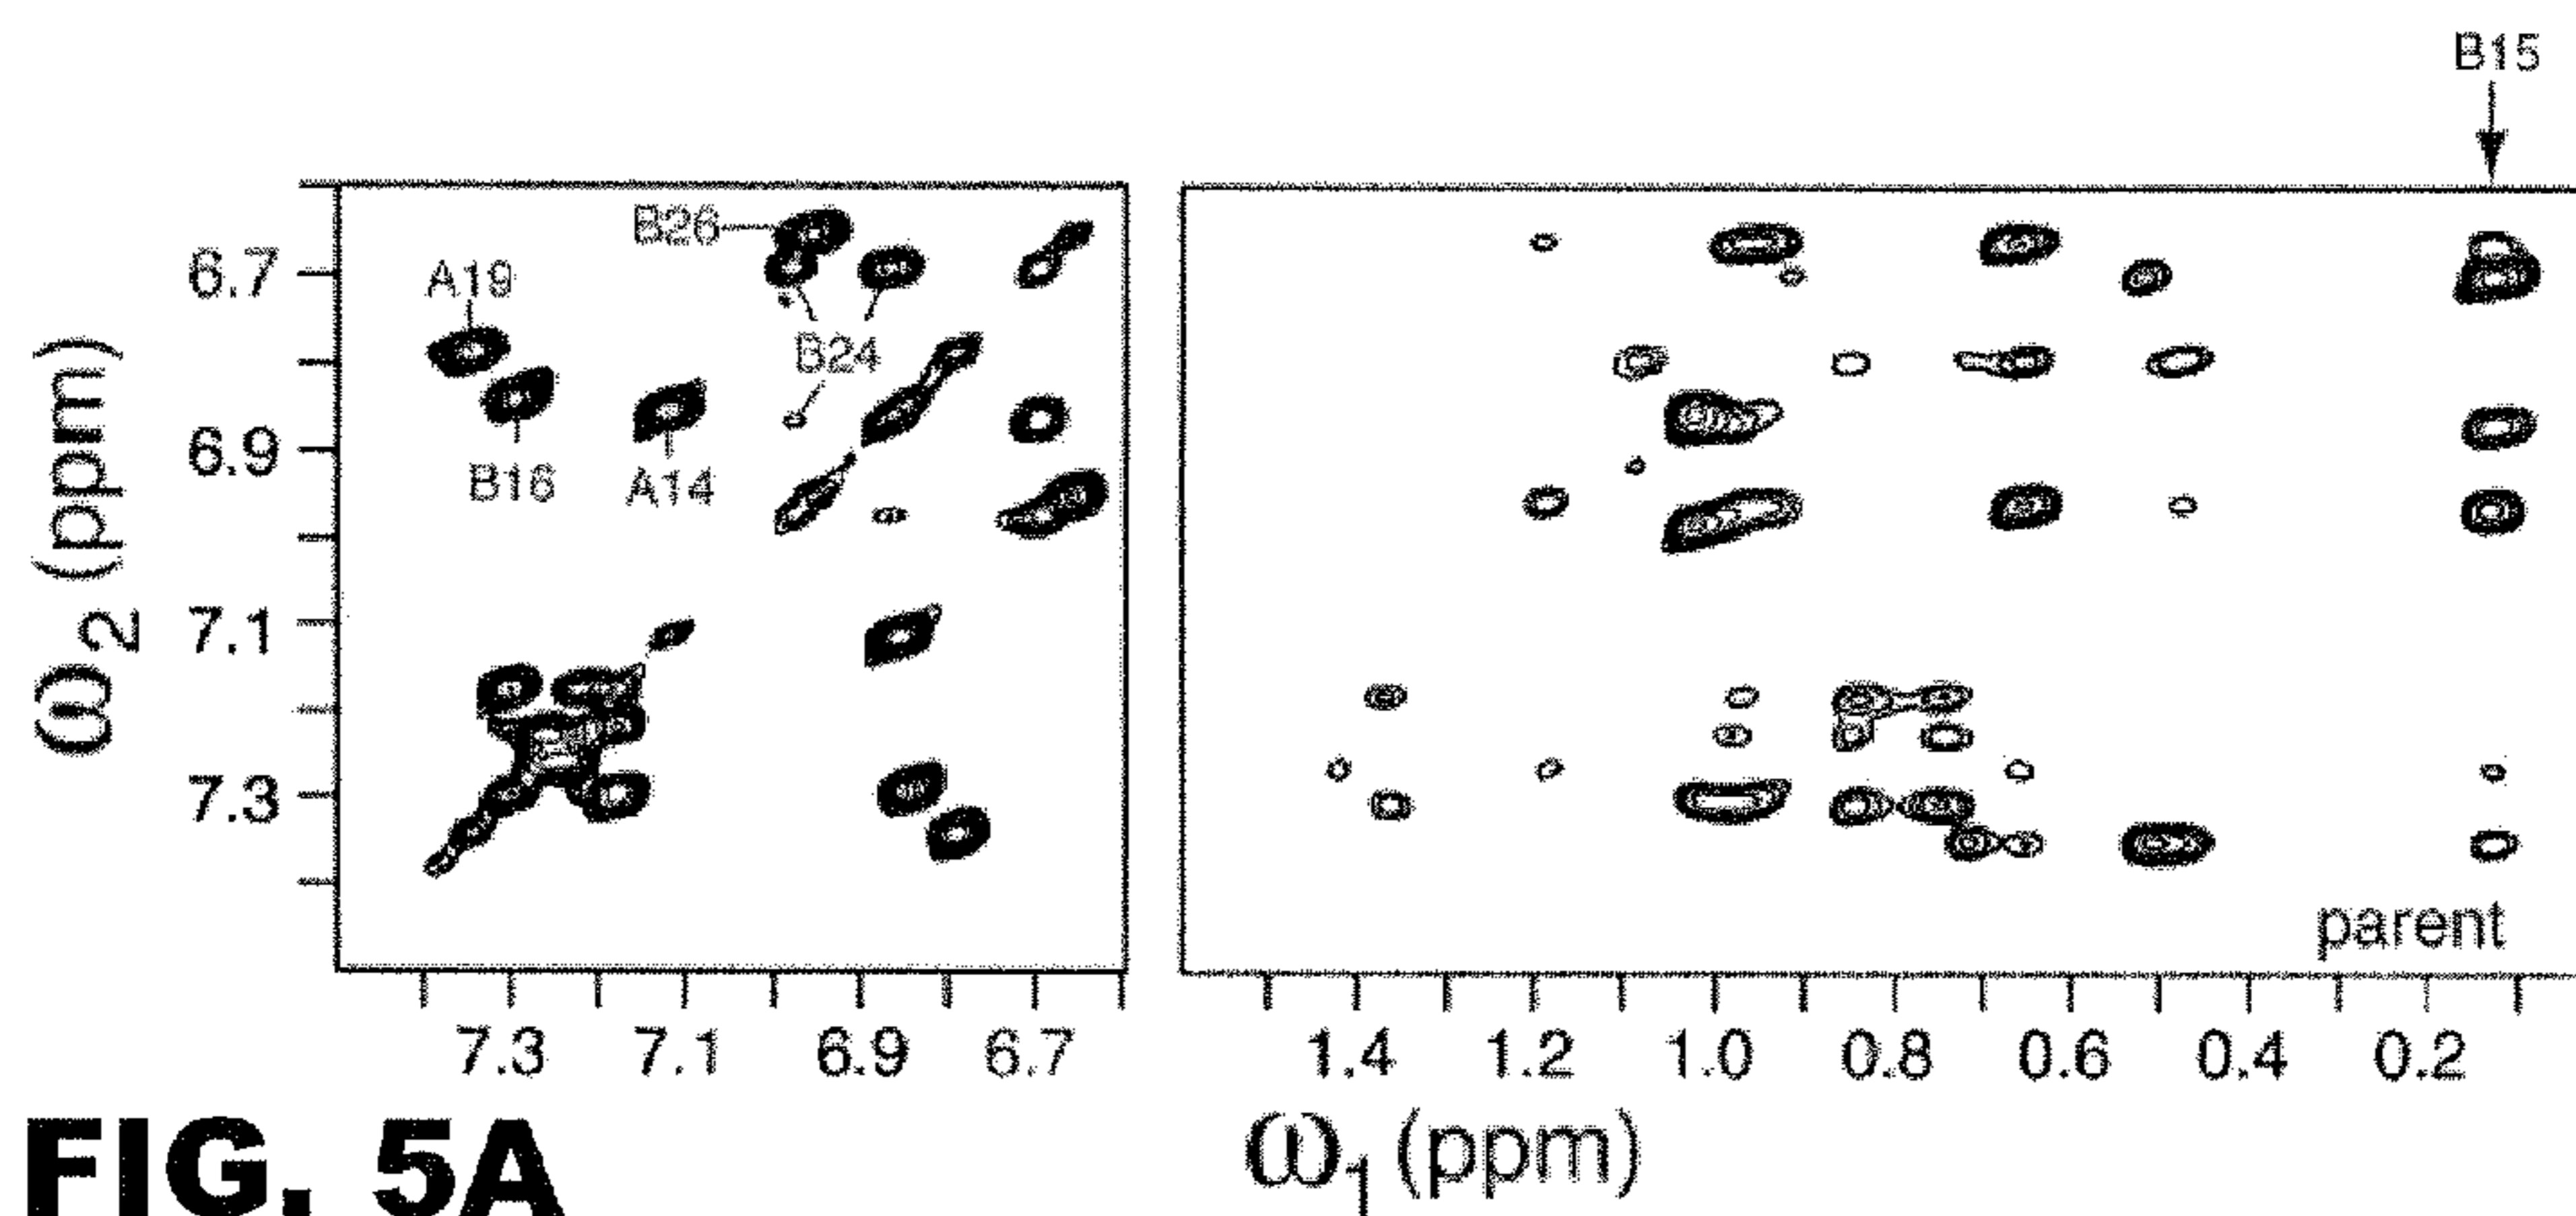 B15
B26
A19
B24
B16
A14
6.7
6.9
7.1
7.3
ω2 (ppm)
parent
7.3 7.1 6.9 6.7
1.4 1.2 1.0 0.8 0.6 0.4 0.2
ω1 (ppm)
FIG. 5A